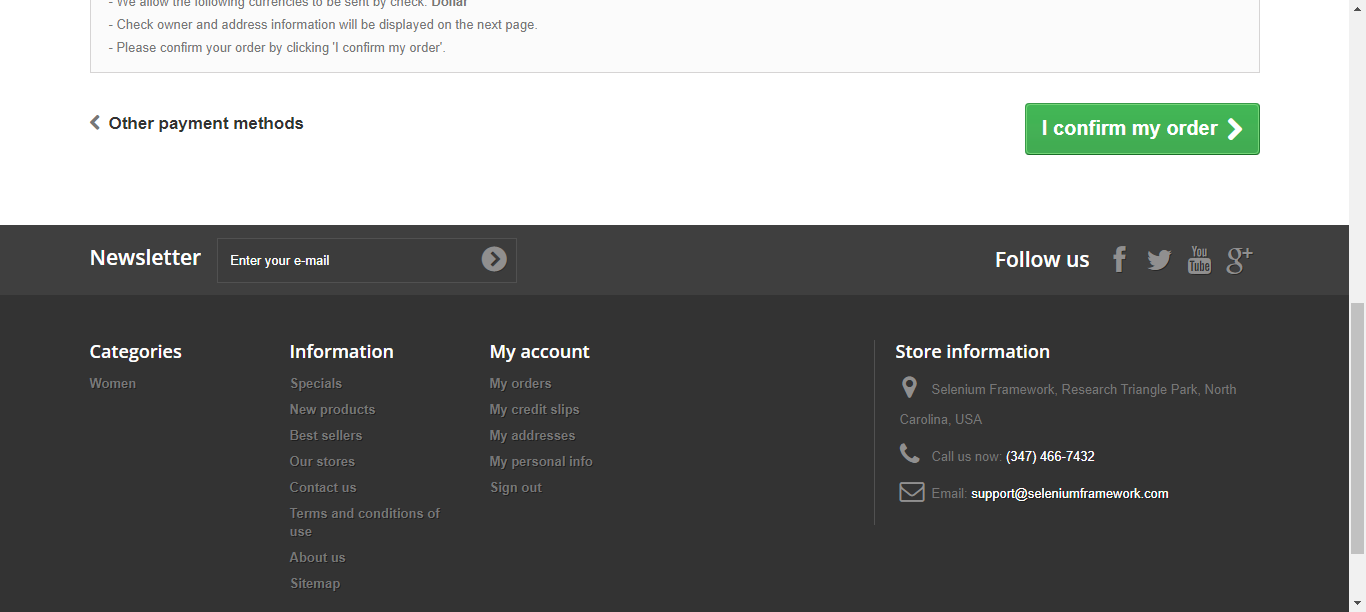 - We allow the following currencies to be sent by check: Dollar
- Check owner and address information will be displayed on the next page.
- Please confirm your order by clicking 'I confirm my order'.
Other payment methods
I confirm my order
Newsletter
Enter your e-mail
Follow us
You
Tube
Categories
Women
Information
Specials
New products
Best sellers
Our stores
Contact us
Terms and conditions of
use
About us
Sitemap
My account
My orders
My credit slips
My addresses
My personal info
Sign out
Store information
Selenium Framework, Research Triangle Park, North
Carolina, USA
Call us now: (347) 466-7432
Email: support@seleniumframework.com